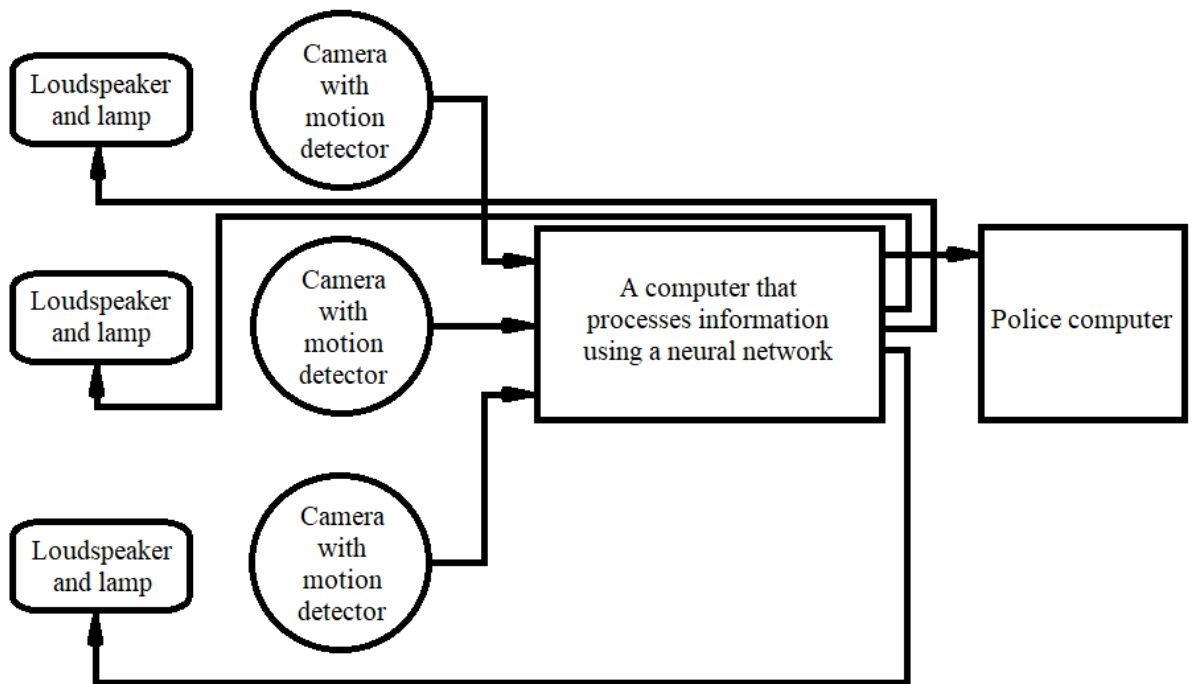 Loudspeaker
and lamp
Camera
with
motion
detector
Loudspeaker
and lamp
Camera
with
motion
detector
A computer that
processes information
using a neural network
Police computer
Loudspeaker
and lamp
Camera
with
motion
detector